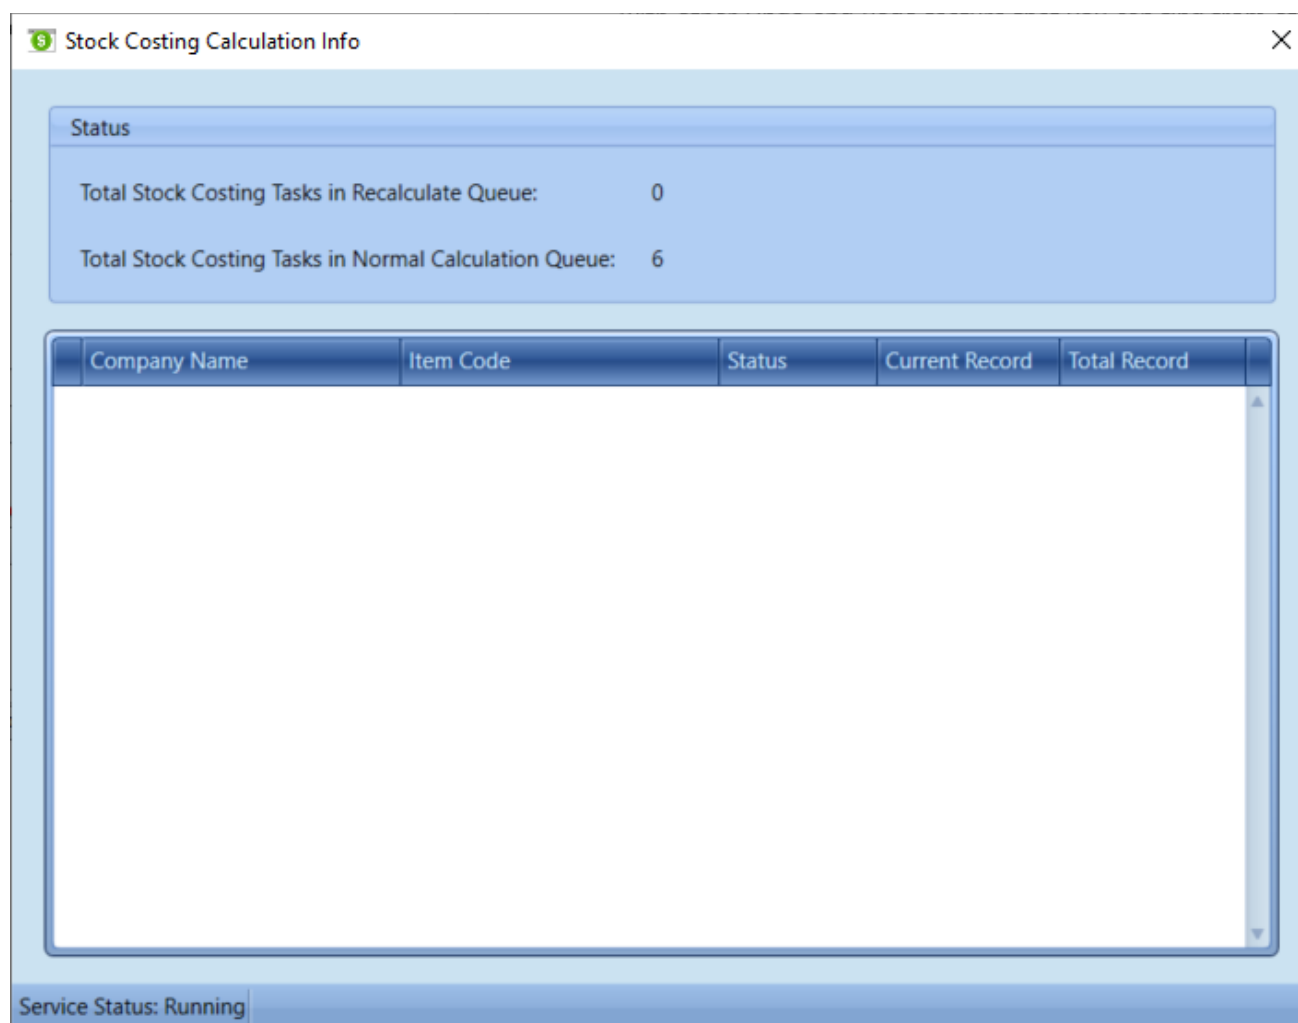 Stock Costing Calculation Info
Status
Total Stock Costing Tasks in Recalculate Queue: 0
Total Stock Costing Tasks in Normal Calculation Queue: 6
Company Name Item Code Status Current Record Total Record
Service Status: Running